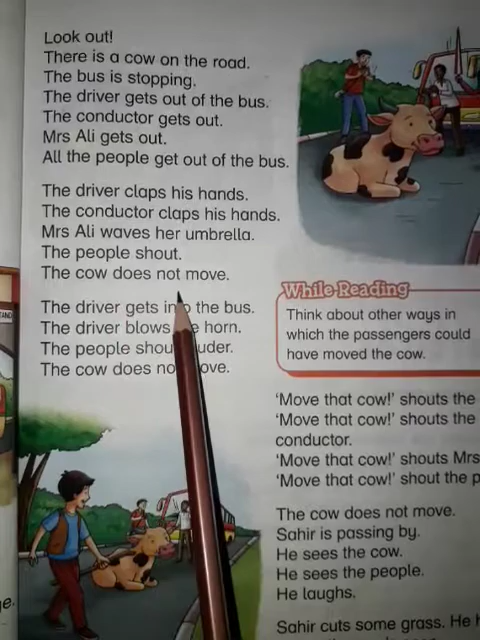 Look out!
There is a cow on the road.
The bus is stopping.
The driver gets out of the bus.
The conductor gets out.
Mrs Ali gets out.
All the people get out of the bus.
The driver claps his hands.
The conductor claps his hands.
Mrs Ali waves her umbrella.
The people shout.
The cow does not move.
The driver gets into the bus.
The driver blows horn.
The people
The cow does
While Reading
Think about other ways in
which the passengers could
have moved the cow.
'Move that cow!' shouts the
'Move that cow!' shouts the
conductor.
'Move that cow!' shouts Mrs
'Move that cow!' shout the
The cow does not move.
Sahir is passing by.
He sees the cow.
He sees the people.
He laughs.
Sahir cuts some grass. He